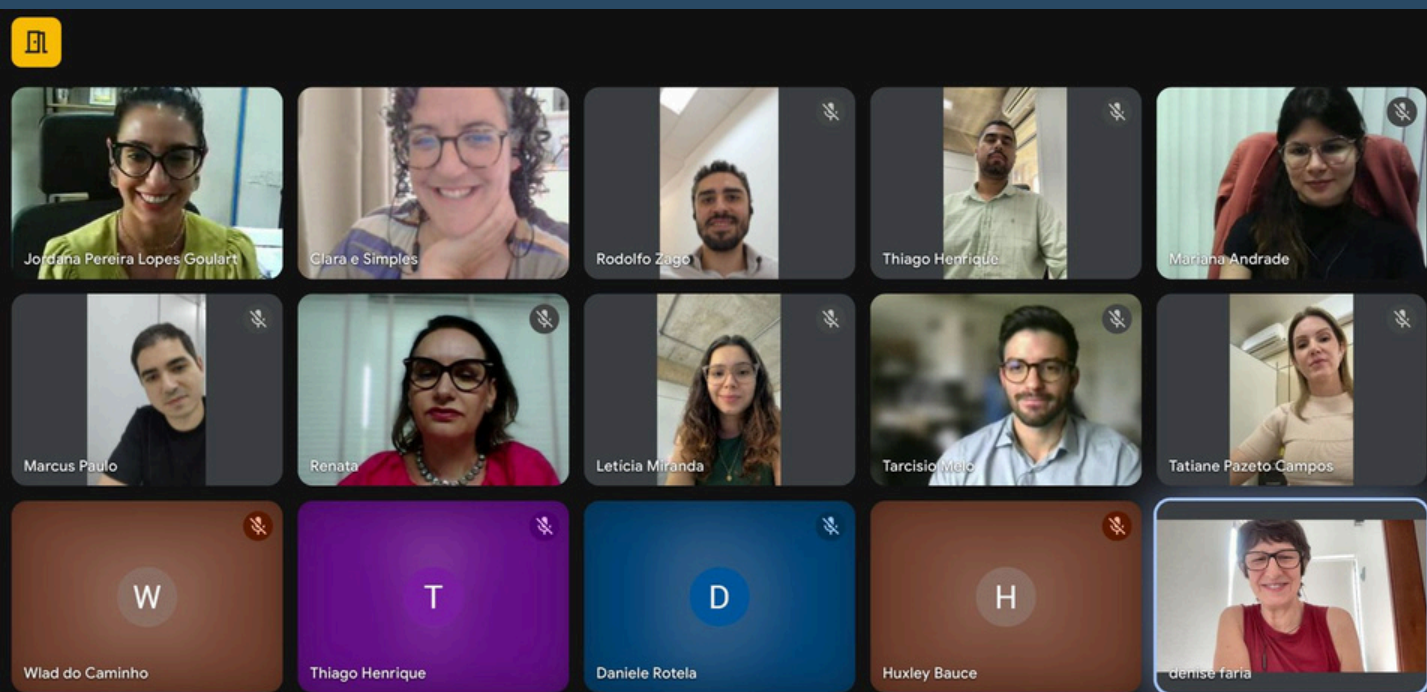 Jordana Pereira Lopes Goulart
Clara e Simples
Rodolfo Zago
Thiago Henrique
Mariana Andrade
Marcus Paulo
Renata
Letícia Miranda
Tarcisio Melo
Tatiane Pazeto Campos
W
Wlad do Caminho
T
Thiago Henrique
D
Daniele Rotela
H
Huxley Bauce
denise faria